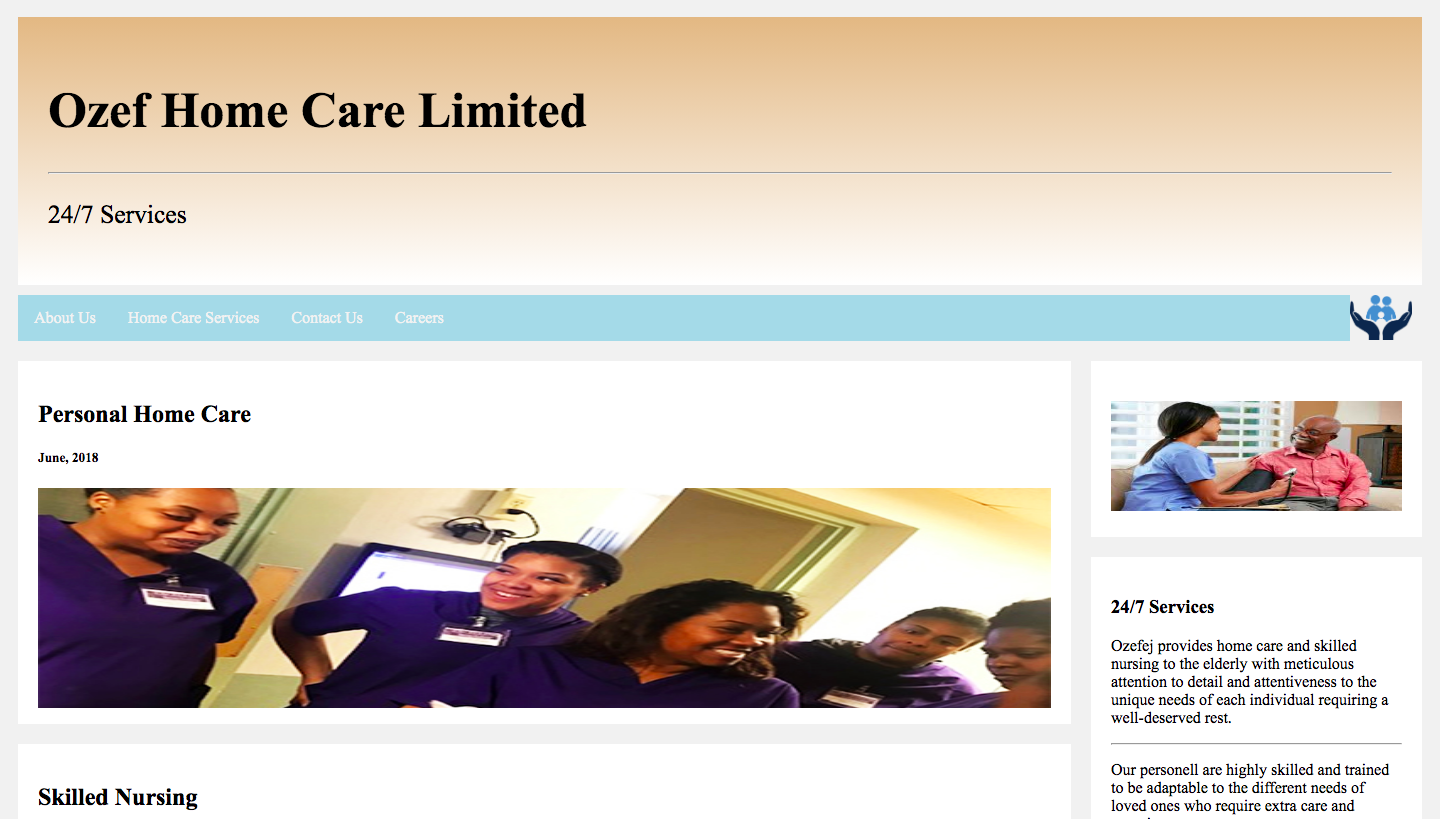 Ozef Home Care Limited
24/7 Services
About Us Home Care Services Contact Us Careers
Personal Home Care
June, 2018
24/7 Services
Ozefej provides home care and skilled
nursing to the elderly with meticulous
attention to detail and attentiveness to the
unique needs of each individual requiring a
well-deserved rest.
Our personell are highly skilled and trained
to be adaptable to the different needs of
loved ones who require extra care and
Skilled Nursing